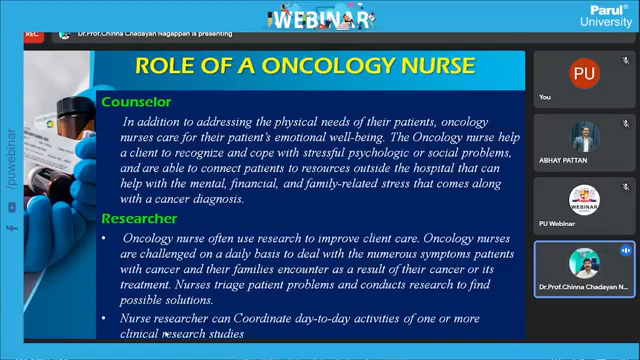 WEBINAR
Parul®
University
REC
Dr.Prof.Chinna Chadayan Nagappan is presenting
ROLE OF A ONCOLOGY NURSE
Counselor
In addition to addressing the physical needs of their patients, oncology
nurses care for their patient's emotional well-being. The Oncology nurse help
a client to recognize and cope with stressful psychologic or social problems,
and are able to connect patients to resources outside the hospital that can
help with the mental, financial, and family-related stress that comes along
with a cancer diagnosis.
Researcher
• Oncology nurse often use research to improve client care. Oncology nurses
are challenged on a daily basis to deal with the numerous symptoms patients
with cancer and their families encounter as a result of their cancer or its
treatment. Nurses triage patient problems and conducts research to find
possible solutions.
• Nurse researcher can Coordinate day-to-day activities of one or more
clinical research studies
PU
You
ABHAY PATTAN
WEBINAR
PU Webinar
Dr.Prof.Chinna Chadayan N...
/puwebinar